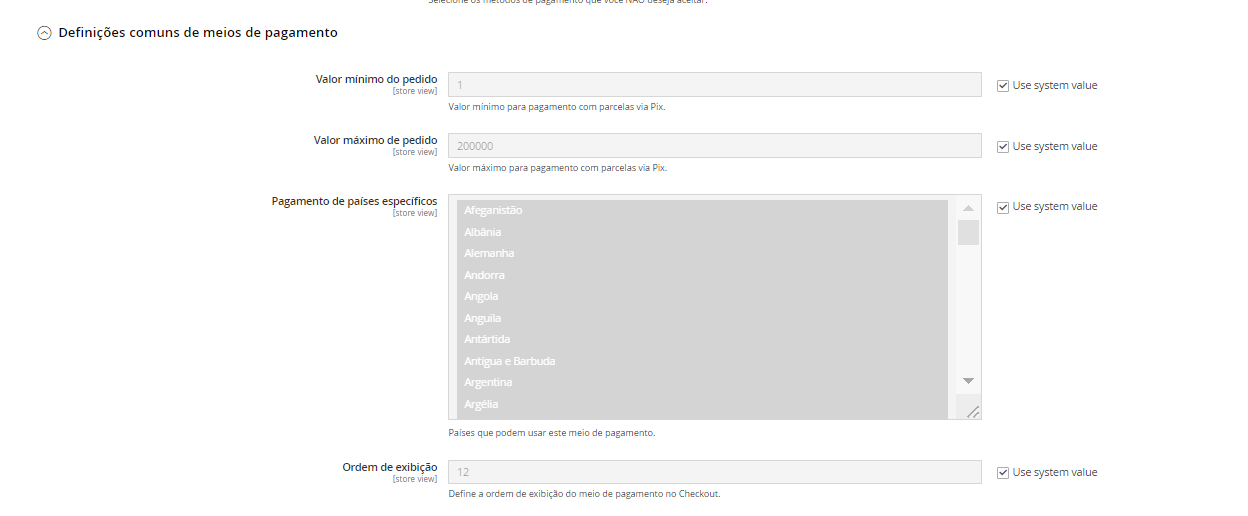 Selecione os métodos de pagamento que você NÃO deseja aceitar.
Definições comuns de meios de pagamento
Valor mínimo do pedido
[store view]
1
Use system value
Valor mínimo para pagamento com parcelas via Pix.
Valor máximo de pedido
[store view]
200000
Use system value
Valor máximo para pagamento com parcelas via Pix.
Pagamento de países específicos
[store view]
Afeganistão
Albânia
Alemanha
Andorra
Angola
Anguila
Antártida
Antígua e Barbuda
Argentina
Argélia
Use system value
Países que podem usar este meio de pagamento.
Ordem de exibição
[store view]
12
Use system value
Define a ordem de exibição do meio de pagamento no Checkout.